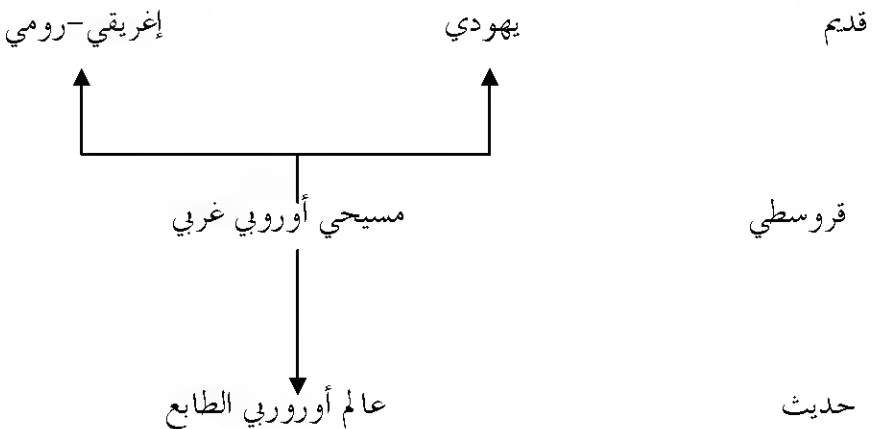 قديم يهودي إغريقي-رومي
قروسطي مسيحي أوروبي غربي
حديث عالم أوروربي الطابع